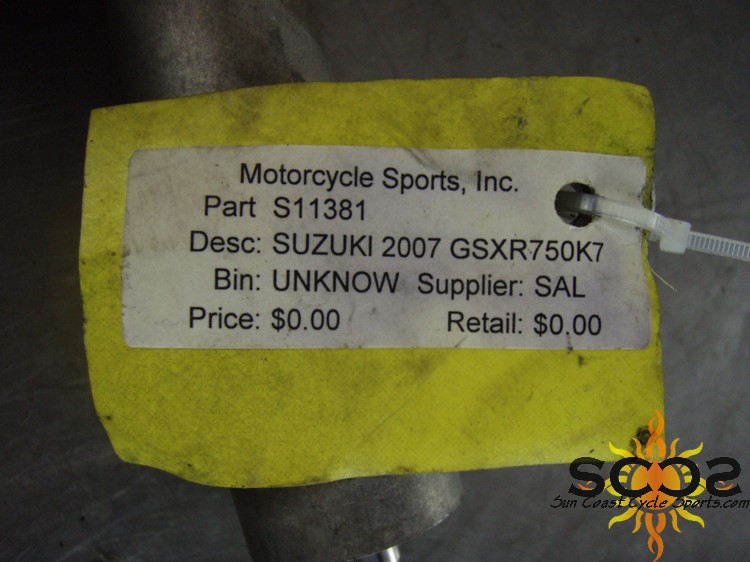 Motorcycle Sports, Inc.
Part S11381
Desc: SUZUKI 2007 GSXR750K7
Bin: UNKNOW Supplier: SAL
Price: $0.00 Retail: $0.00
SCCS
Sun Coast Cycle Sports.com